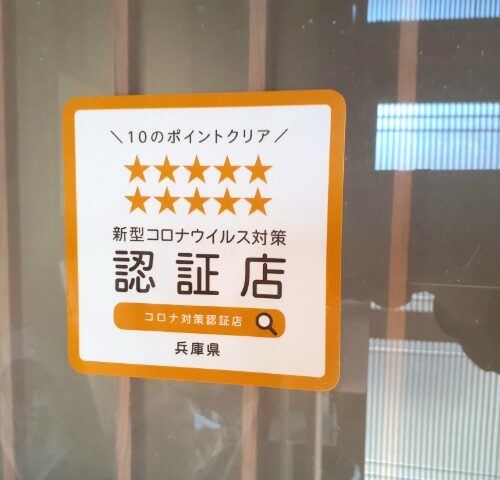 ＼10のポイントクリア／
★★★★★
★★★★★
新型コロナウイルス対策
認証店
コロナ対策認証店
兵庫県